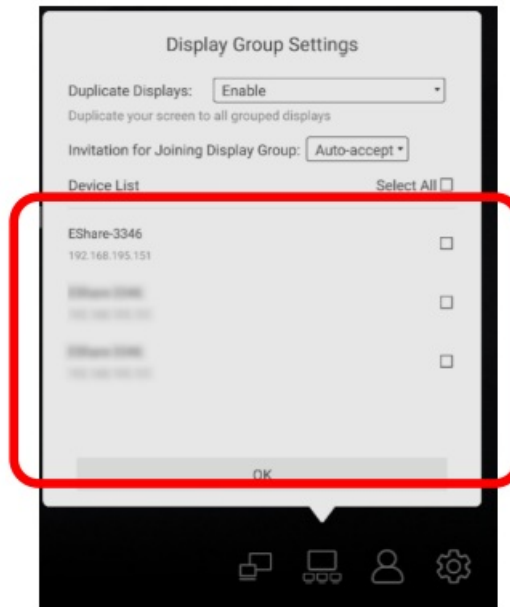 Display Group Settings
Duplicate Displays: Enable
Duplicate your screen to all grouped displays
Invitation for Joining Display Group: Auto-accept
Device List Select All
EShare-3346
192.168.195.151
OK